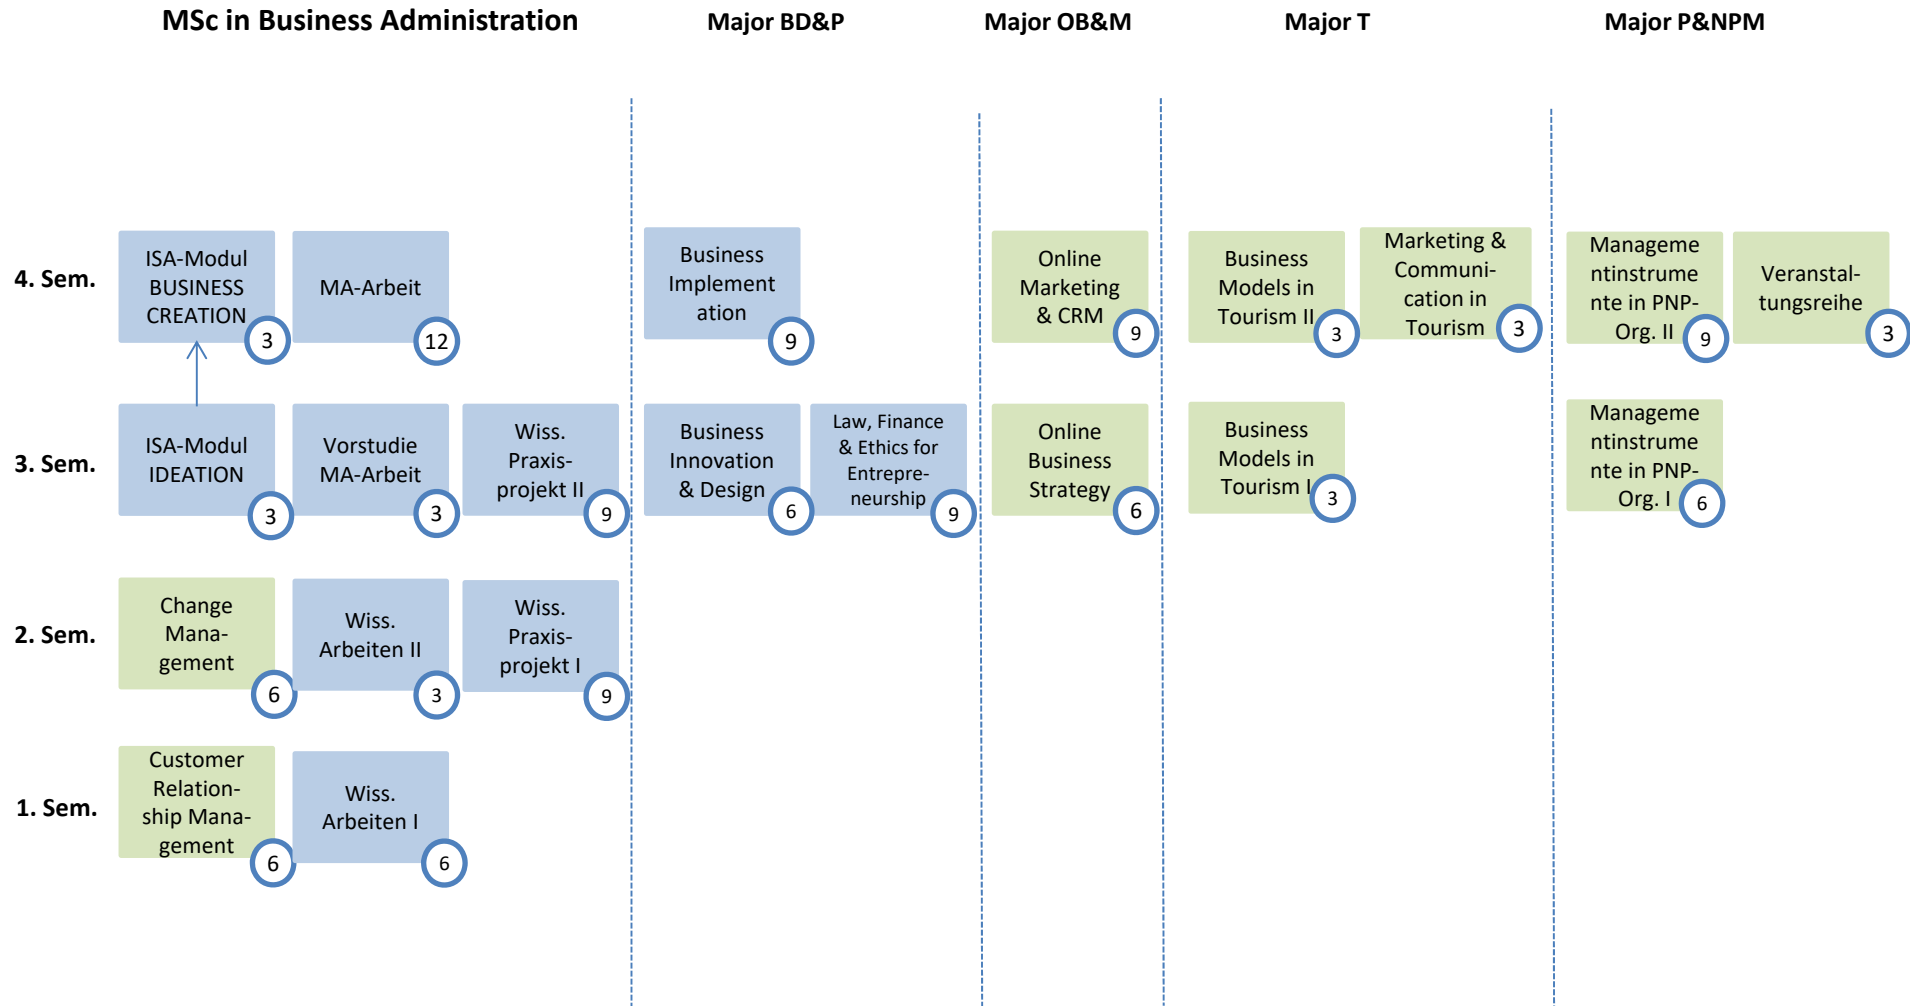 MSc in Business Administration
Major BD&P
Major OB&M
Major T
Major P&NPM
4. Sem.
ISA-Modul
BUSINESS
CREATION
3
MA-Arbeit
12
Business
Implement
ation
9
Online
Marketing
& CRM
9
Business
Models in
Tourism II
3
Marketing &
Communi-
cation in
Tourism
3
Manageme
ntinstrume
nte in PNP-
Org. II
9
Veranstal-
tungsreihe
3
3. Sem.
ISA-Modul
IDEATION
3
Vorstudie
MA-Arbeit
3
Wiss.
Praxis-
projekt II
9
Business
Innovation
& Design
6
Law, Finance
& Ethics for
Entrepre-
neurship
9
Online
Business
Strategy
6
Business
Models in
Tourism I
3
Manageme
ntinstrume
nte in PNP-
Org. I
6
2. Sem.
Change
Mana-
gement
6
Wiss.
Arbeiten II
3
Wiss.
Praxis-
projekt I
9
1. Sem.
Customer
Relation-
ship Mana-
gement
6
Wiss.
Arbeiten I
6